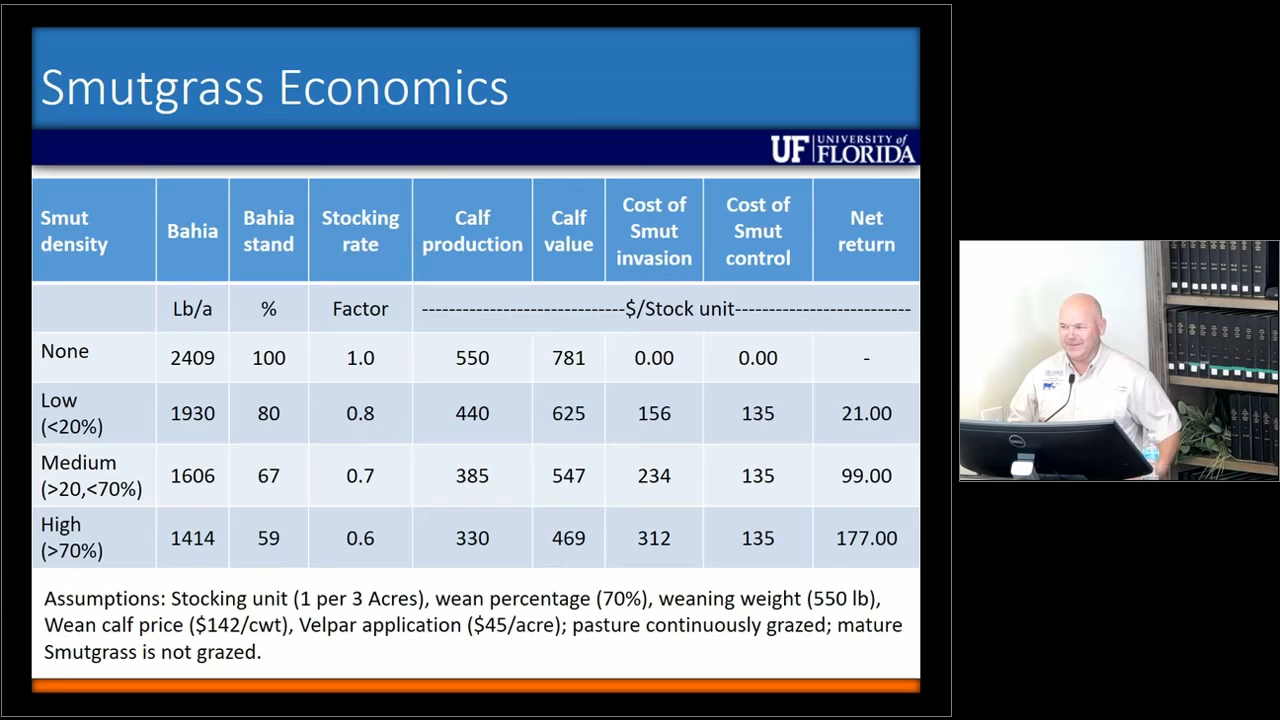 Smutgrass Economics
UF UNIVERSITY of FLORIDA
Smut density Bahia Bahia stand Stocking rate Calf production Calf value Cost of Smut invasion Cost of Smut control Net return
Lb/a % Factor ----------------------------$/Stock unit------------------------
None 2409 100 1.0 550 781 0.00 0.00 -
Low (<20%) 1930 80 0.8 440 625 156 135 21.00
Medium (>20,<70%) 1606 67 0.7 385 547 234 135 99.00
High (>70%) 1414 59 0.6 330 469 312 135 177.00
Assumptions: Stocking unit (1 per 3 Acres), wean percentage (70%), weaning weight (550 lb),
Wean calf price ($142/cwt), Velpar application ($45/acre); pasture continuously grazed; mature
Smutgrass is not grazed.
DELL